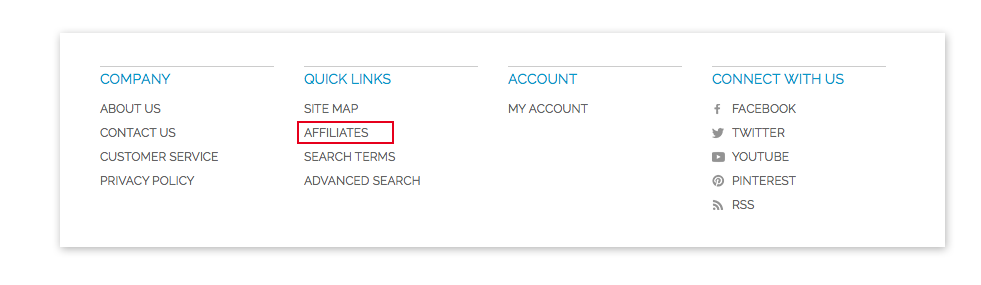 COMPANY
ABOUT US
CONTACT US
CUSTOMER SERVICE
PRIVACY POLICY
QUICK LINKS
SITE MAP
AFFILIATES
SEARCH TERMS
ADVANCED SEARCH
ACCOUNT
MY ACCOUNT
CONNECT WITH US
FACEBOOK
TWITTER
YOUTUBE
PINTEREST
RSS